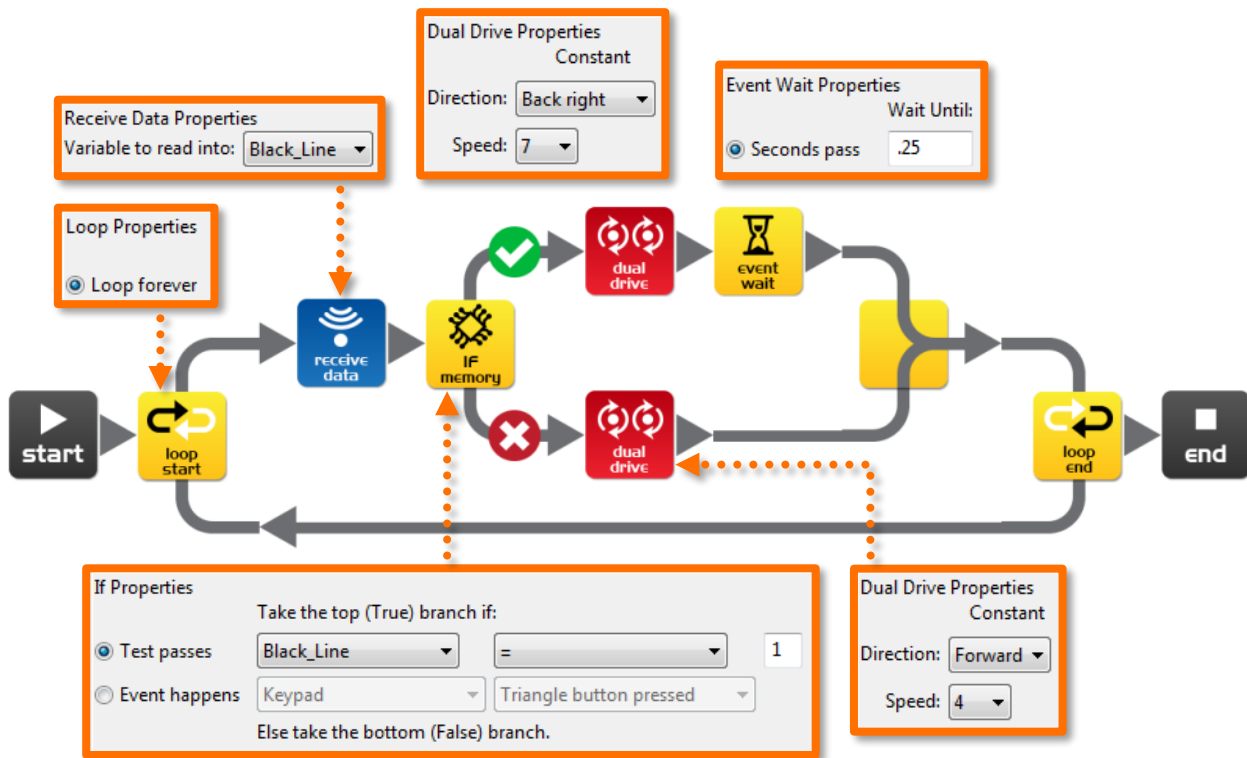 Dual Drive Properties
Constant
Direction: Back right
Speed: 7
Event Wait Properties
Wait Until:
Seconds pass .25
Receive Data Properties
Variable to read into: Black_Line
Loop Properties
Loop forever
start
loop
start
receive
data
IF
memory
dual
drive
event
wait
dual
drive
loop
end
end
If Properties
Take the top (True) branch if:
Test passes Black_Line = 1
Event happens Keypad Triangle button pressed
Else take the bottom (False) branch.
Dual Drive Properties
Constant
Direction: Forward
Speed: 4